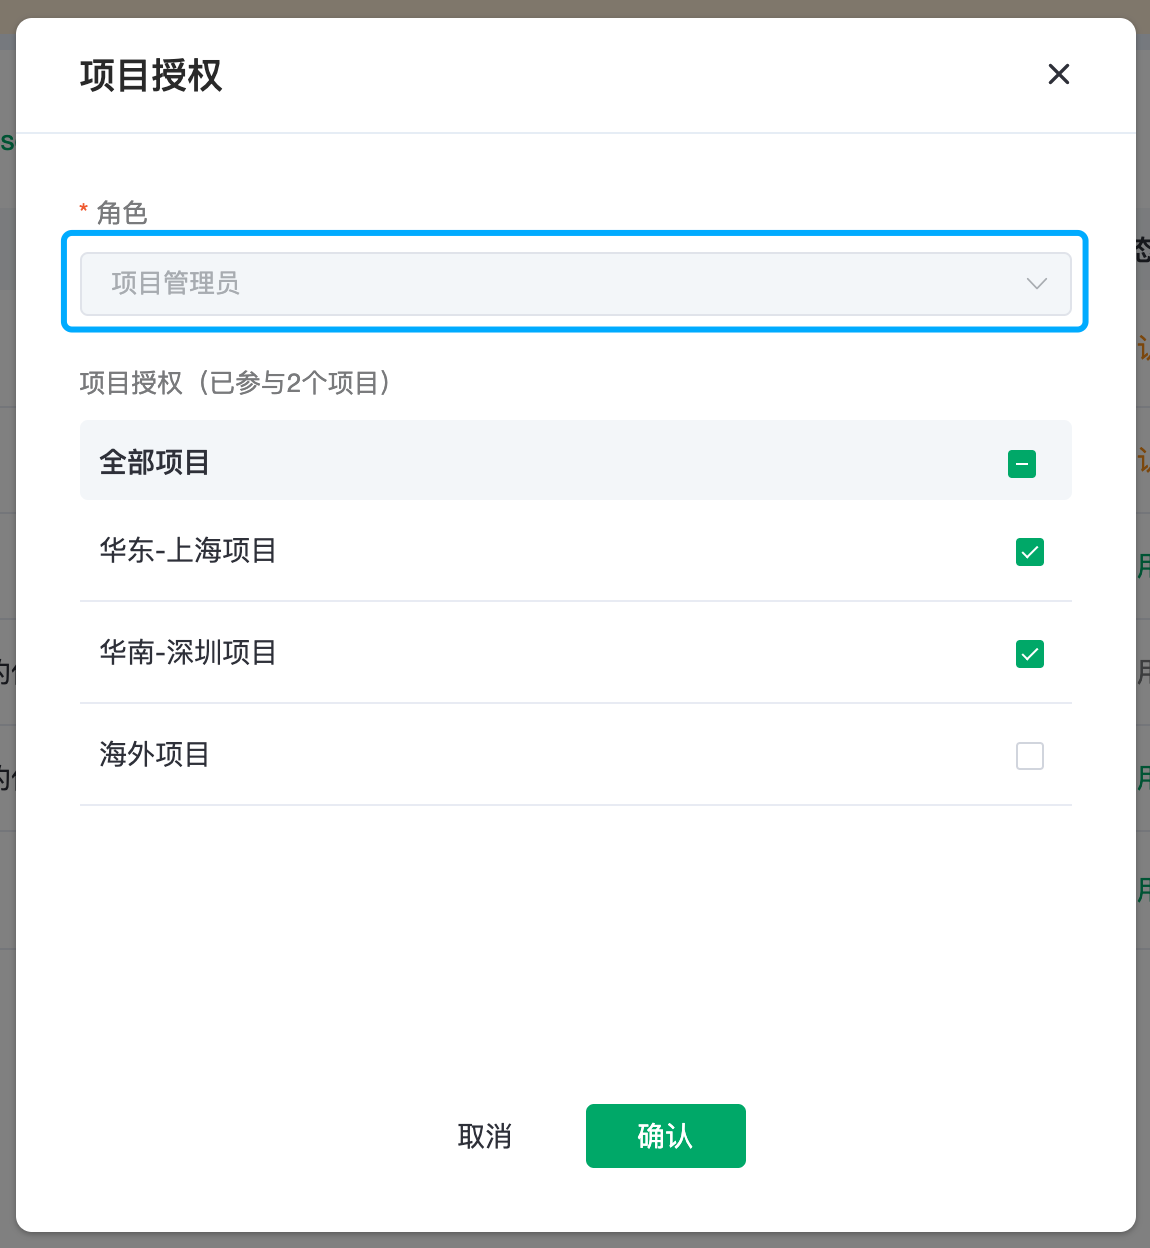 项目授权
* 角色
项目管理员
项目授权（已参与2个项目）
全部项目
华东-上海项目
华南-深圳项目
海外项目
取消
确认